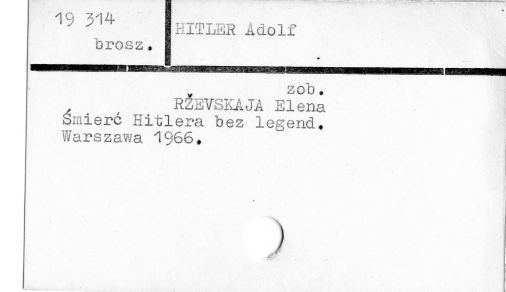 19 314
brosz.
HITLER Adolf
zob.
RŽEVSKAJA Elena
Śmierć Hitlera bez legend.
Warszawa 1966.